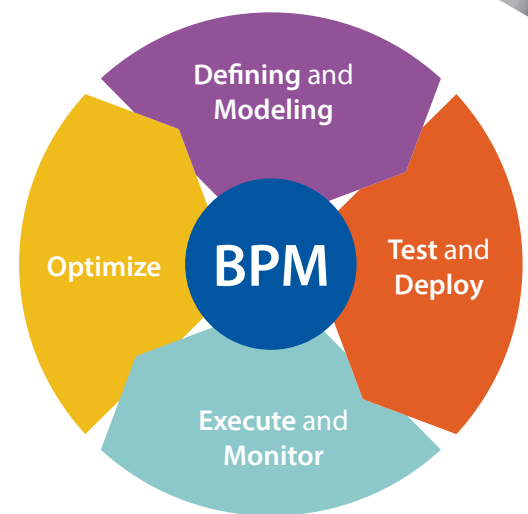 Defining and
Modeling
Test and
Deploy
Execute and
Monitor
Optimize
BPM